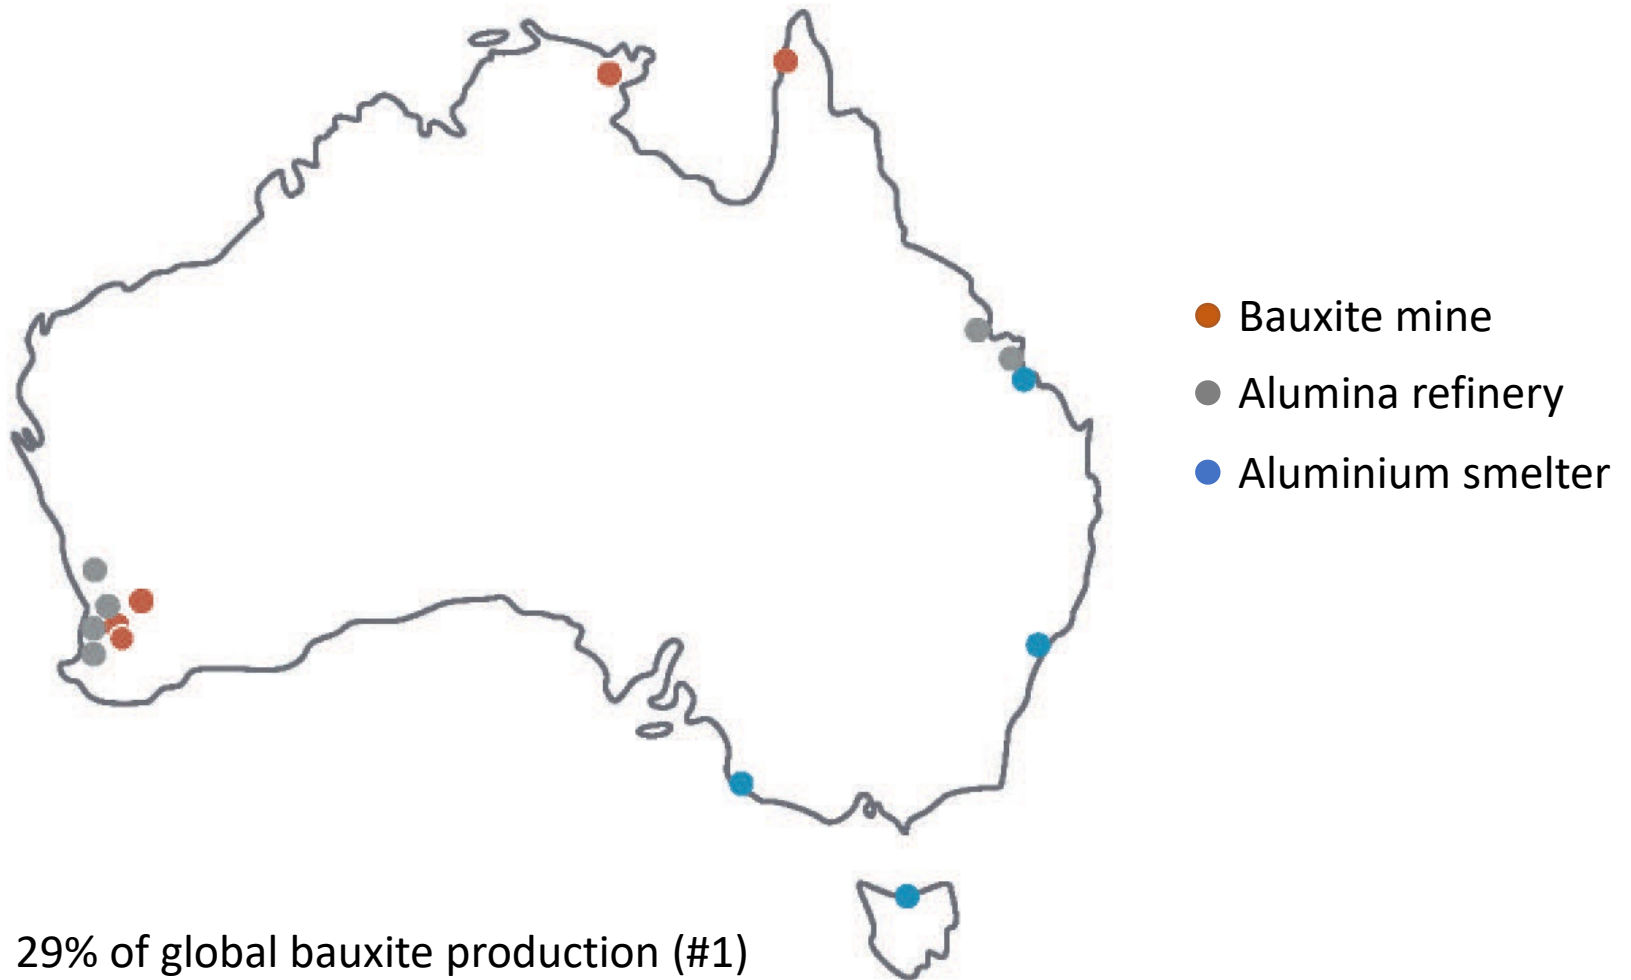 Bauxite mine
Alumina refinery
Aluminium smelter
29% of global bauxite production (#1)